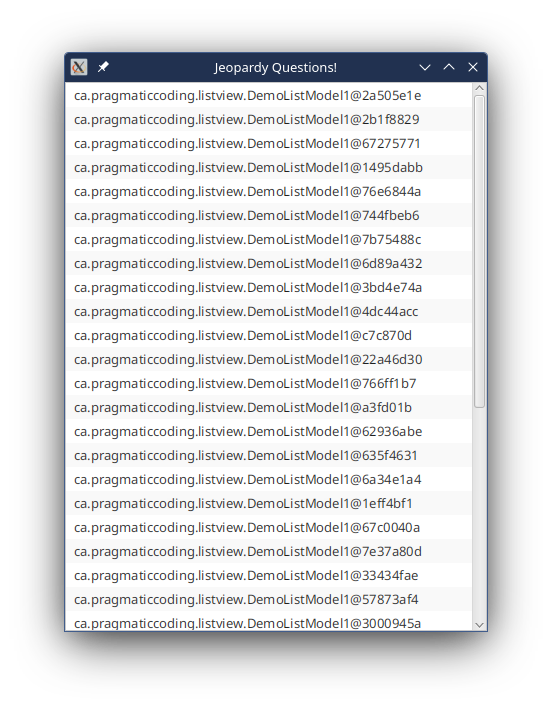 Jeopardy Questions!
ca.pragmaticcoding.listview.DemoListModel1@2a505e1e
ca.pragmaticcoding.listview.DemoListModel1@2b1f8829
ca.pragmaticcoding.listview.DemoListModel1@67275771
ca.pragmaticcoding.listview.DemoListModel1@1495dabb
ca.pragmaticcoding.listview.DemoListModel1@76e6844a
ca.pragmaticcoding.listview.DemoListModel1@744fbeb6
ca.pragmaticcoding.listview.DemoListModel1@7b75488c
ca.pragmaticcoding.listview.DemoListModel1@6d89a432
ca.pragmaticcoding.listview.DemoListModel1@3bd4e74a
ca.pragmaticcoding.listview.DemoListModel1@4dc44acc
ca.pragmaticcoding.listview.DemoListModel1@c7c870d
ca.pragmaticcoding.listview.DemoListModel1@22a46d30
ca.pragmaticcoding.listview.DemoListModel1@766ff1b7
ca.pragmaticcoding.listview.DemoListModel1@a3fd01b
ca.pragmaticcoding.listview.DemoListModel1@62936abe
ca.pragmaticcoding.listview.DemoListModel1@635f4631
ca.pragmaticcoding.listview.DemoListModel1@6a34e1a4
ca.pragmaticcoding.listview.DemoListModel1@1eff4bf1
ca.pragmaticcoding.listview.DemoListModel1@67c0040a
ca.pragmaticcoding.listview.DemoListModel1@7e37a80d
ca.pragmaticcoding.listview.DemoListModel1@33434fae
ca.pragmaticcoding.listview.DemoListModel1@57873af4
ca.pragmaticcoding.listview.DemoListModel1@3000945a